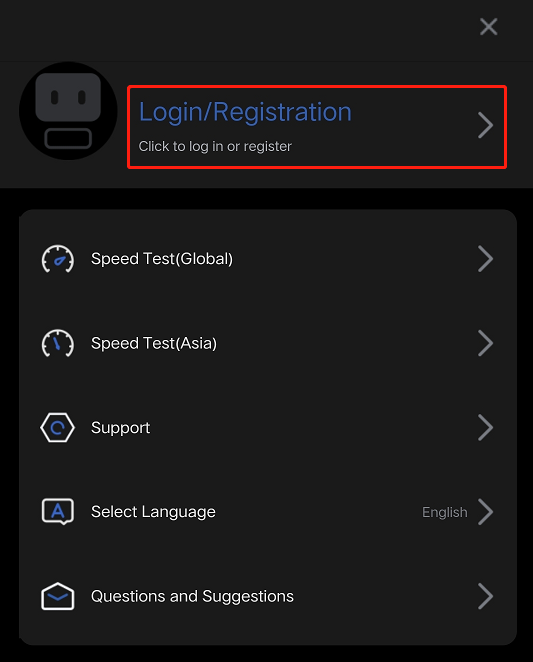 Login/Registration
Click to log in or register
Speed Test(Global)
Speed Test(Asia)
Support
Select Language English
Questions and Suggestions